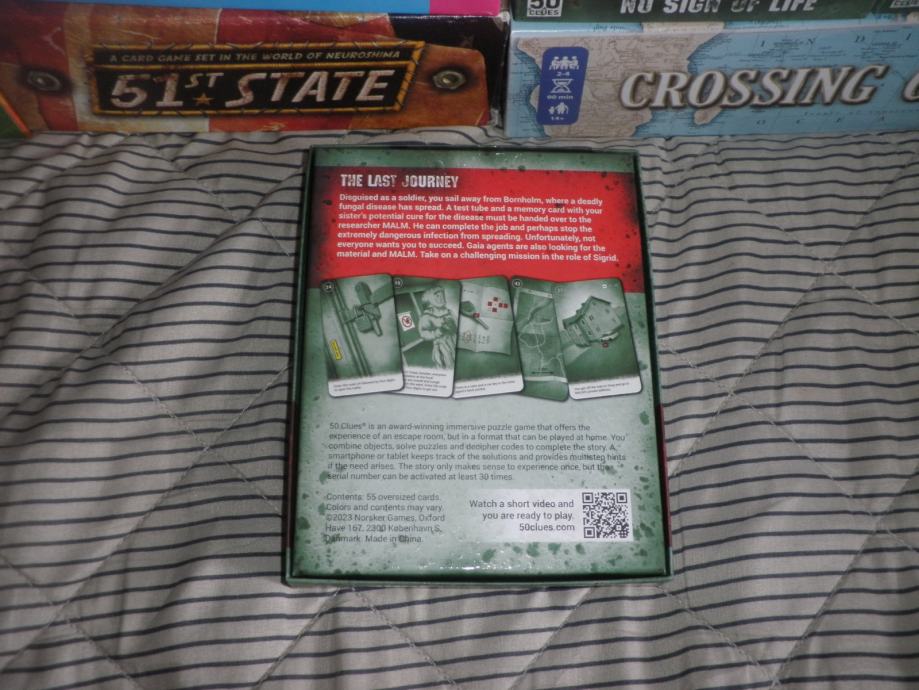 50
CLUES
NO SIGN OF LIFE
A CARD GAME SET IN THE WORLD OF NEUROSHIMA
51ST STATE
2-4
90 min
14+
CROSSING
THE LAST JOURNEY
Disguised as a soldier, you sail away from Bornholm, where a deadly
fungal disease has spread. A test tube and a memory card with your
sister's potential cure for the disease must be handed over to the
researcher MALM. He can complete the job and perhaps stop the
extremely dangerous infection from spreading. Unfortunately, not
everyone wants you to succeed. Gaia agents are also looking for the
material and MALM. Take on a challenging mission in the role of Sigrid.
50 Clues® is an award-winning immersive puzzle game that offers the
experience of an escape room, but in a format that can be played at home. You
combine objects, solve puzzles and decipher codes to complete the story. A
smartphone or tablet keeps track of the solutions and provides multistep hints
if the need arises. The story only makes sense to experience once, but the
serial number can be activated at least 30 times.
Contents: 55 oversized cards.
Colors and contents may vary.
©2023 Norsker Games, Oxford
Have 167, 2300 København S,
Danmark. Made in China.
Watch a short video and
you are ready to play.
50clues.com